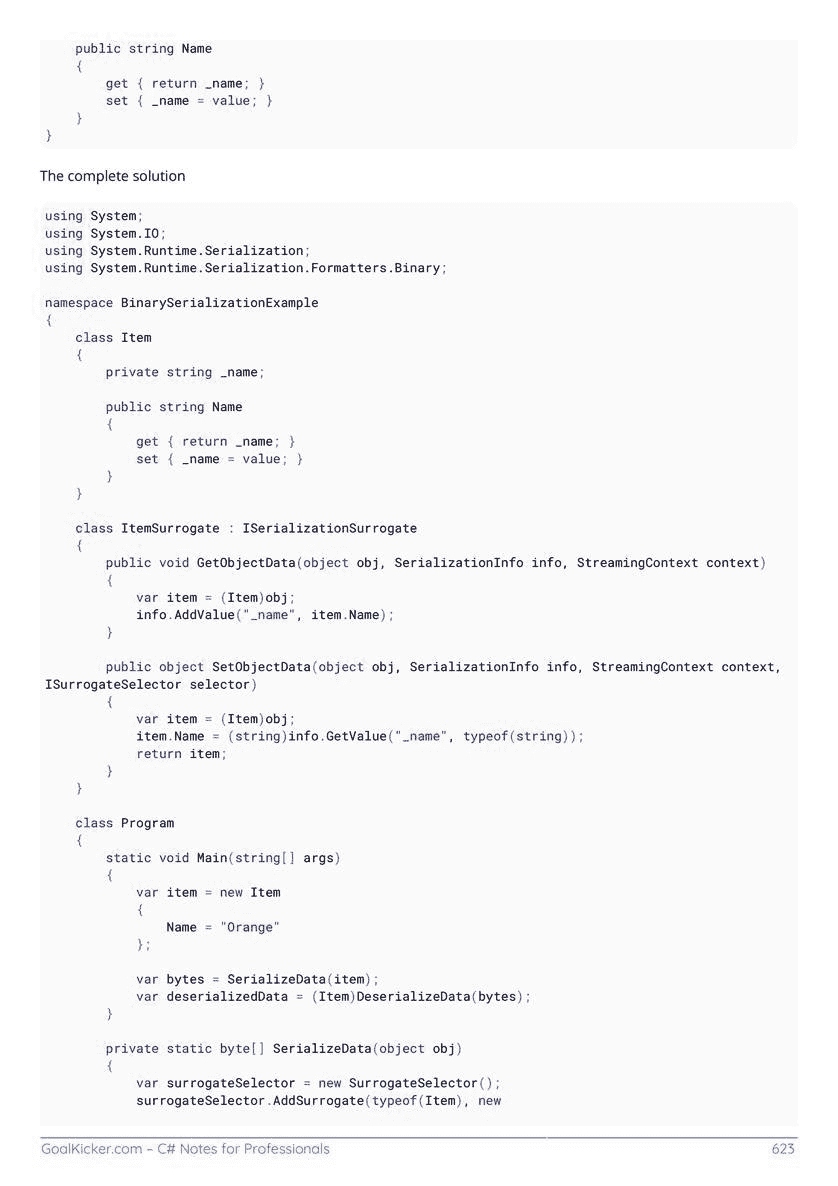 public string Name
    {
        get { return _name; }
        set { _name = value; }
    }
}
The complete solution
using System;
using System.IO;
using System.Runtime.Serialization;
using System.Runtime.Serialization.Formatters.Binary;
namespace BinarySerializationExample
{
    class Item
    {
        private string _name;
        public string Name
        {
            get { return _name; }
            set { _name = value; }
        }
    }
    class ItemSurrogate : ISerializationSurrogate
    {
        public void GetObjectData(object obj, SerializationInfo info, StreamingContext context)
        {
            var item = (Item)obj;
            info.AddValue("_name", item.Name);
        }
        public object SetObjectData(object obj, SerializationInfo info, StreamingContext context,
ISurrogateSelector selector)
        {
            var item = (Item)obj;
            item.Name = (string)info.GetValue("_name", typeof(string));
            return item;
        }
    }
    class Program
    {
        static void Main(string[] args)
        {
            var item = new Item
            {
                Name = "Orange"
            };
            var bytes = SerializeData(item);
            var deserializedData = (Item)DeserializeData(bytes);
        }
        private static byte[] SerializeData(object obj)
        {
            var surrogateSelector = new SurrogateSelector();
            surrogateSelector.AddSurrogate(typeof(Item), new
GoalKicker.com – C# Notes for Professionals 623